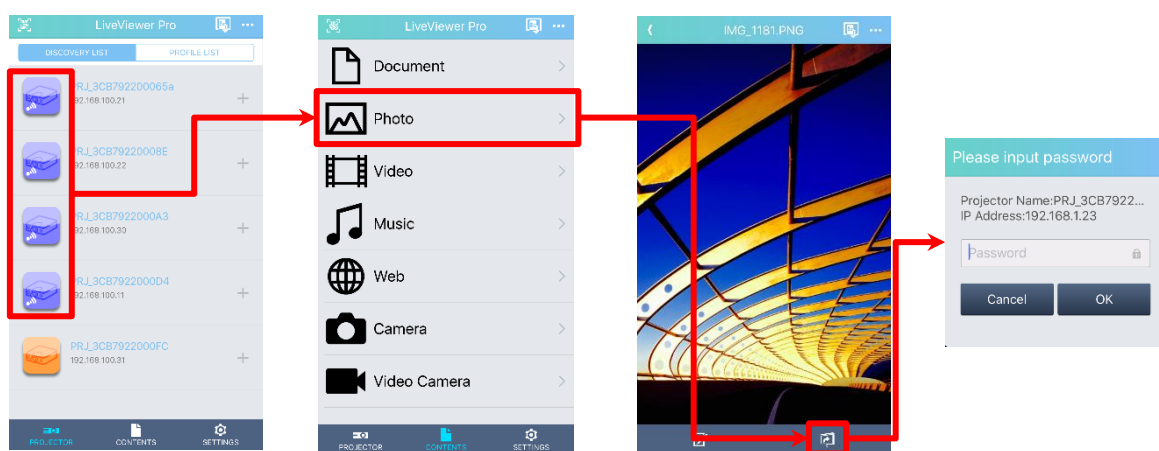 LiveViewer Pro
DISCOVERY LIST
PROFILE LIST
PRJ_3CB792200065a
192.168.100.21
PRJ_3CB79220008E
192.168.100.22
PRJ_3CB7922000A3
192.168.100.30
PRJ_3CB7922000D4
192.168.100.11
PRJ_3CB7922000FC
192.168.100.31
PROJECTOR
CONTENTS
SETTINGS
LiveViewer Pro
Document
Photo
Video
Music
Web
Camera
Video Camera
PROJECTOR
CONTENTS
SETTINGS
IMG_1181.PNG
Please input password
Projector Name:PRJ_3CB7922...
IP Address:192.168.1.23
Password
Cancel
OK